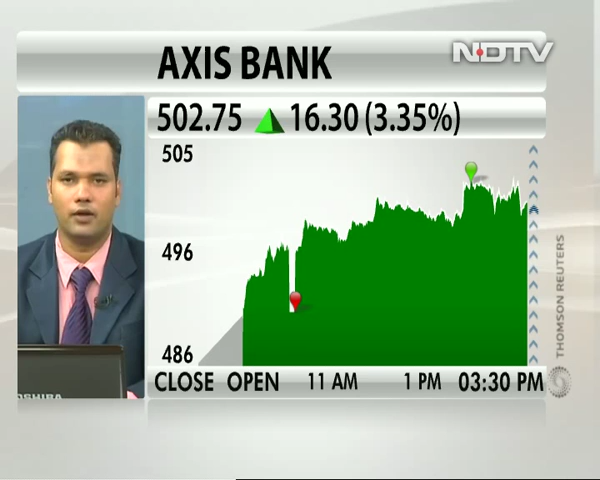 AXIS BANK
NDTV
502.75 ▲ 16.30 (3.35%)
505
496
486
CLOSE OPEN 11 AM 1 PM 03:30 PM
THOMSON REUTERS
OSHIBA